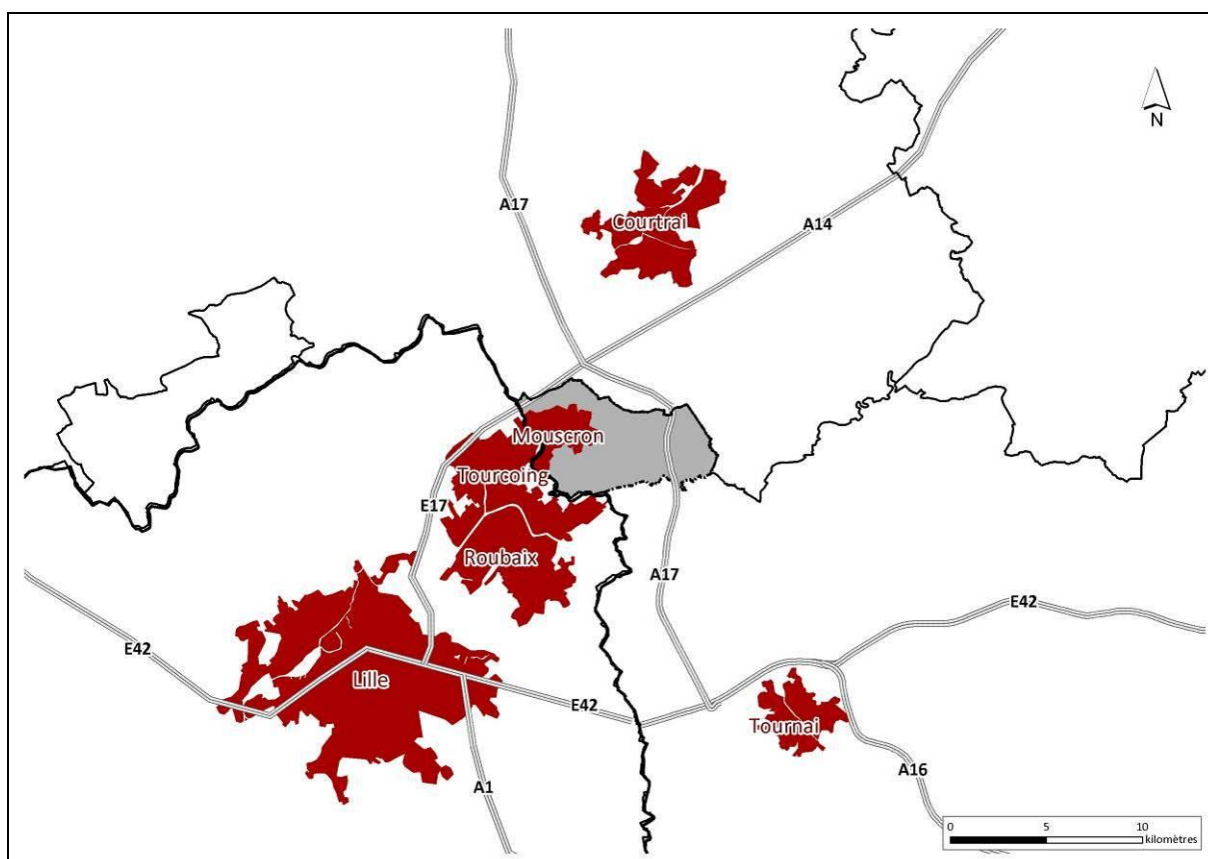 N
A17
Courtrai
A14
Mouscron
Tourcoing
E17
Roubaix
A17
E42
E42
Lille
E42
Tournai
A16
A1
0 5 10
kilomètres